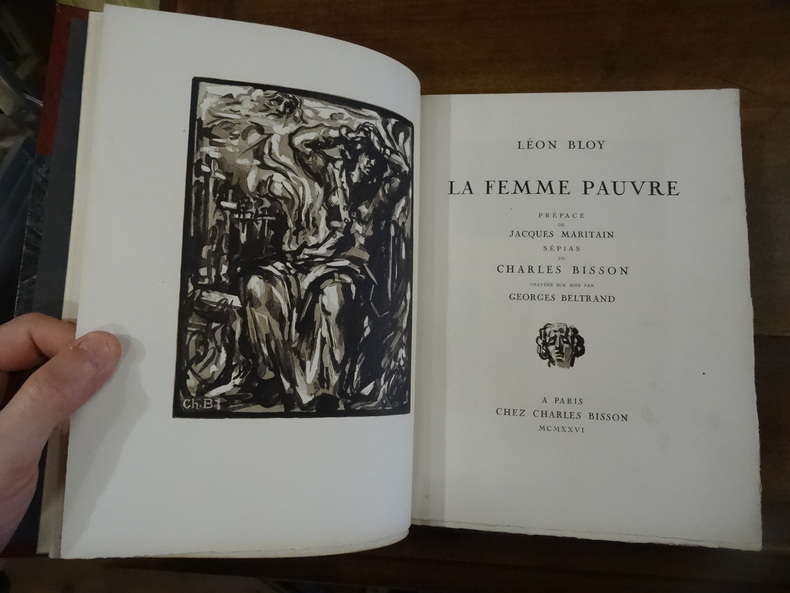 Ch.B
LÉON BLOY
LA FEMME PAUVRE
PRÉFACE
DE
JACQUES MARITAIN
SÉPIAS
DE
CHARLES BISSON
GRAVÉES SUR BOIS PAR
GEORGES BELTRAND
A PARIS
CHEZ CHARLES BISSON
MCMXXVI